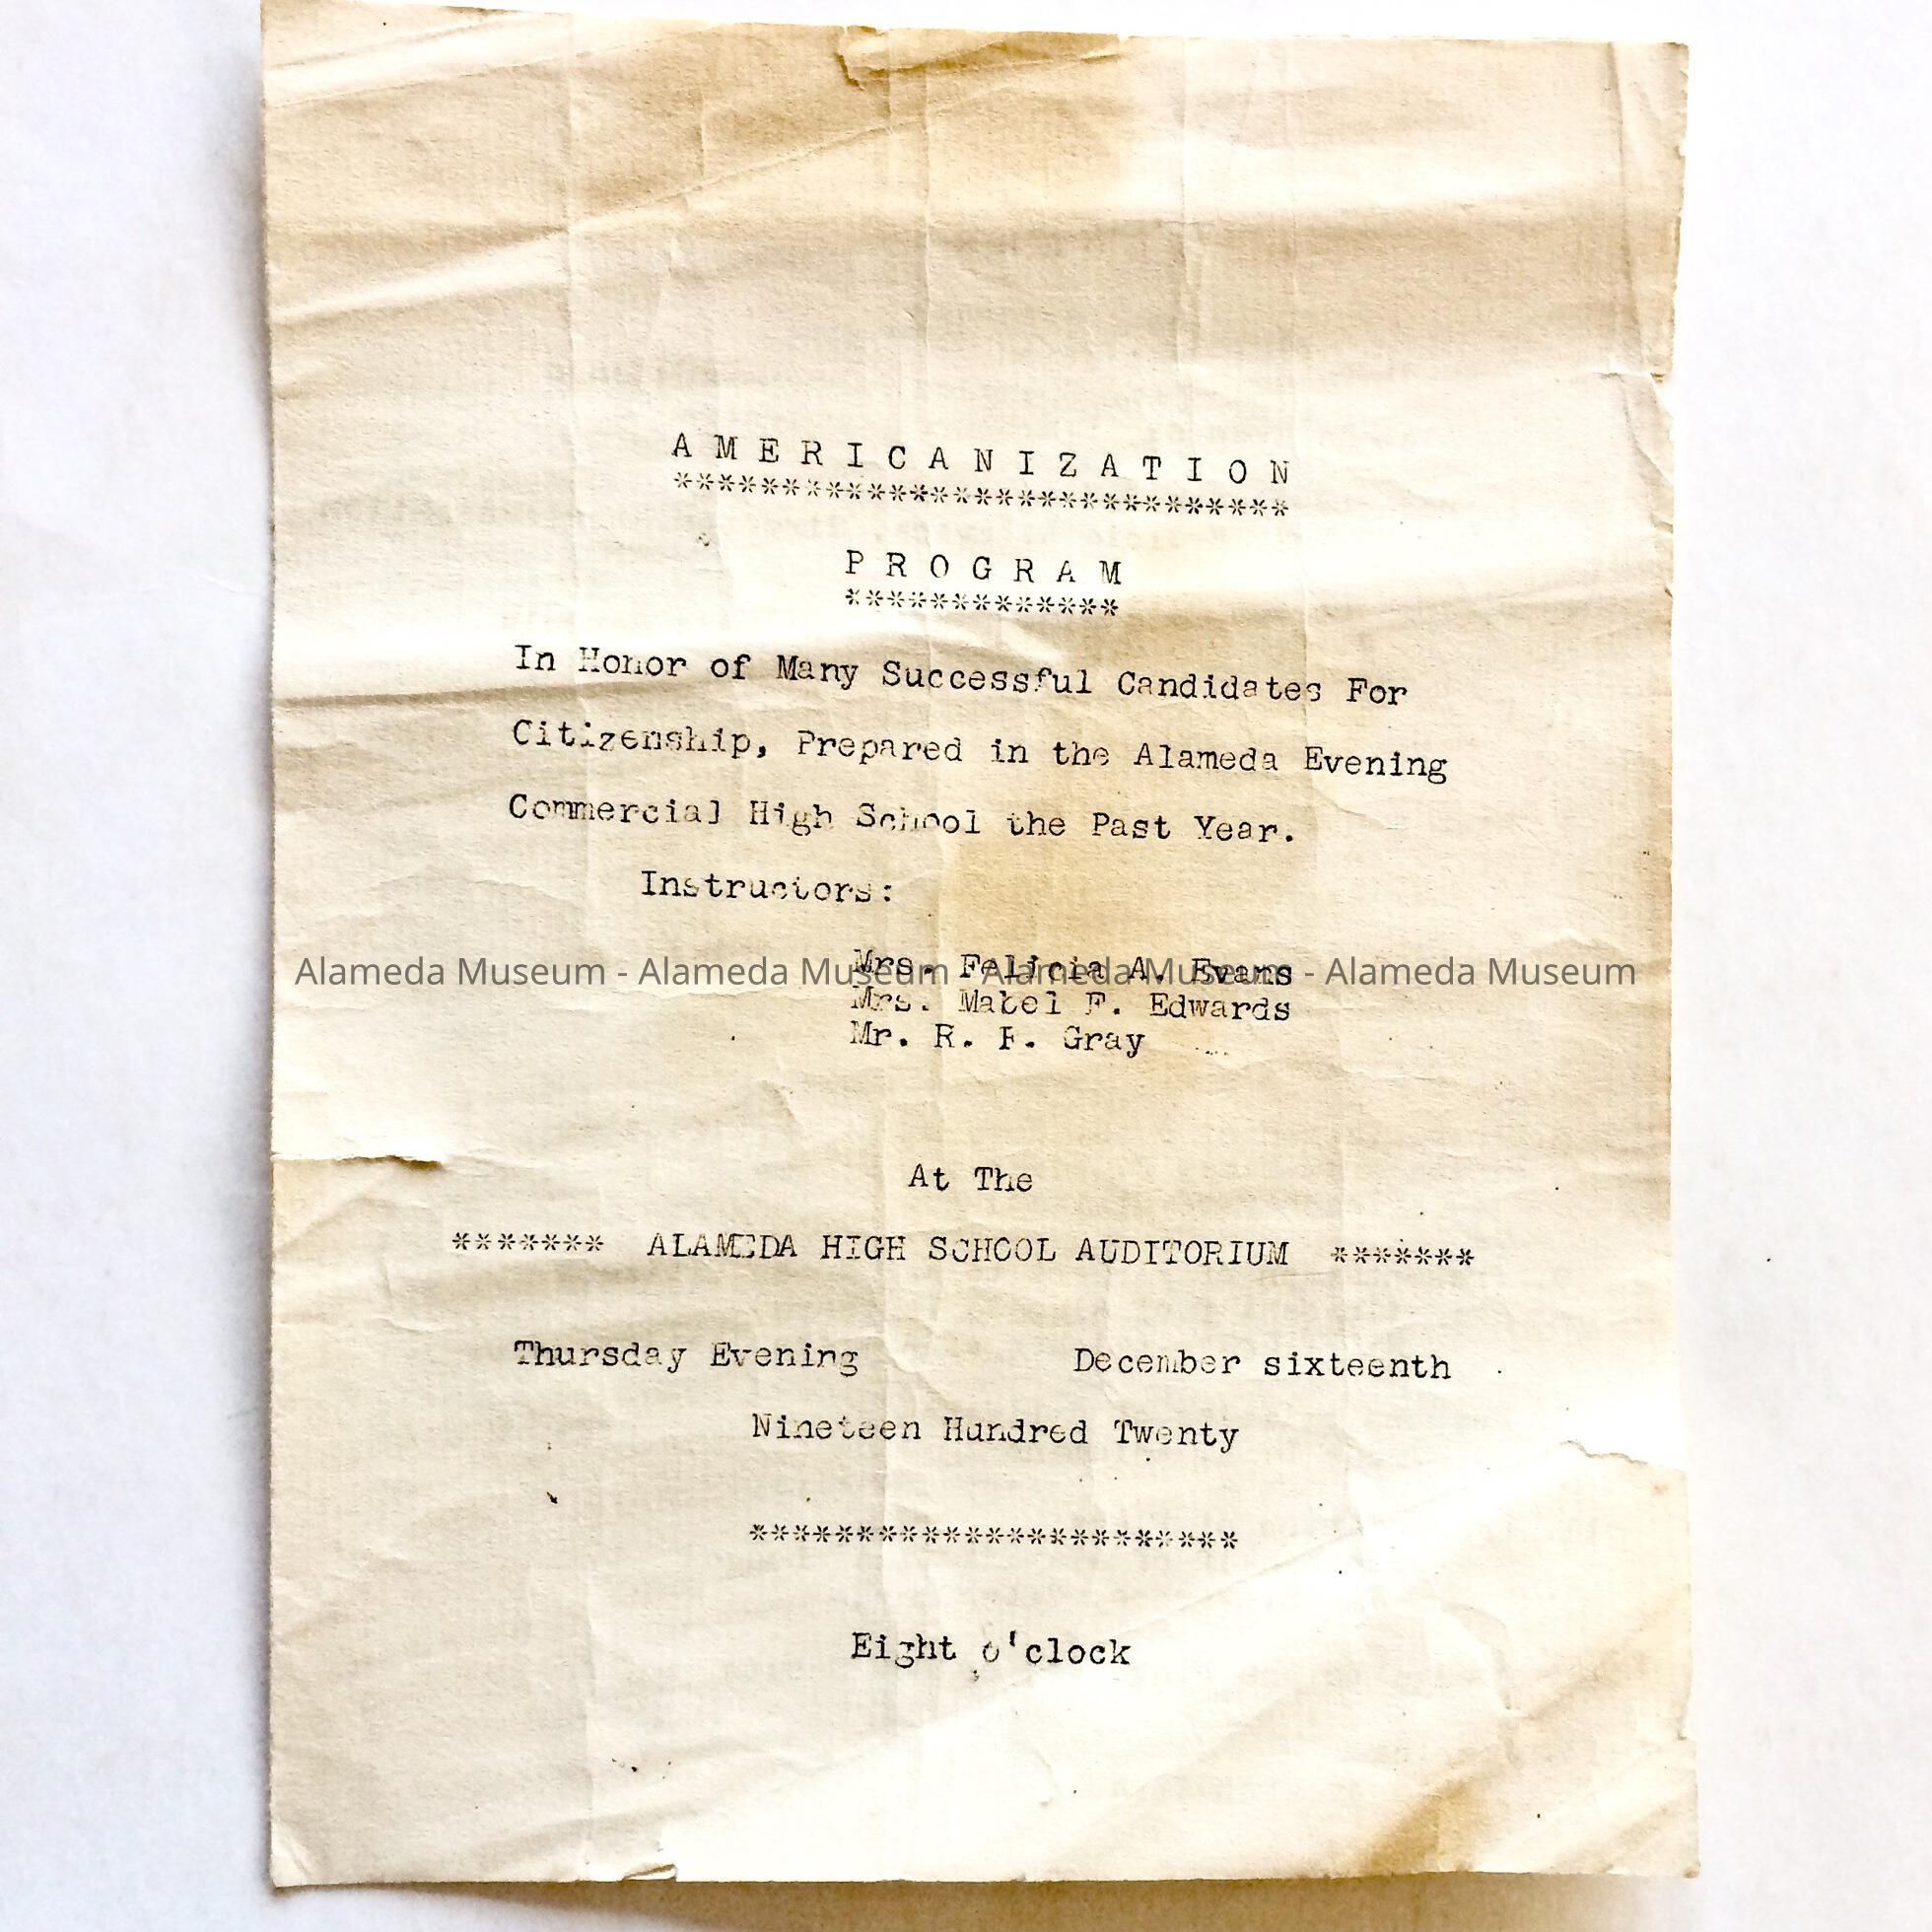 A M E R I C A N I Z A T I O N
*****************************
P R O G R A M
*************
In Honor of Many Successful Candidates For
Citizenship, Prepared in the Alameda Evening
Commercial High School the Past Year.
Instructors:
Mrs. Felicia A. Evans
Alameda Museum - Alameda Museum - Alameda Museum - Alameda Museum
Mrs. Mabel F. Edwards
Mr. R. F. Gray
At The
******* ALAMEDA HIGH SCHOOL AUDITORIUM *******
Thursday Evening December sixteenth
Nineteen Hundred Twenty
***********************
Eight o'clock